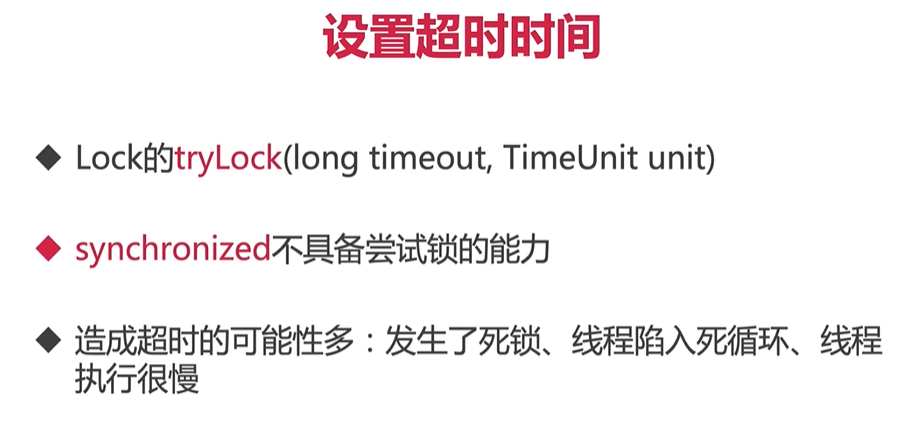 设置超时时间
Lock的tryLock(long timeout, TimeUnit unit)
synchronized不具备尝试锁的能力
造成超时的可能性多：发生了死锁、线程陷入死循环、线程
执行很慢